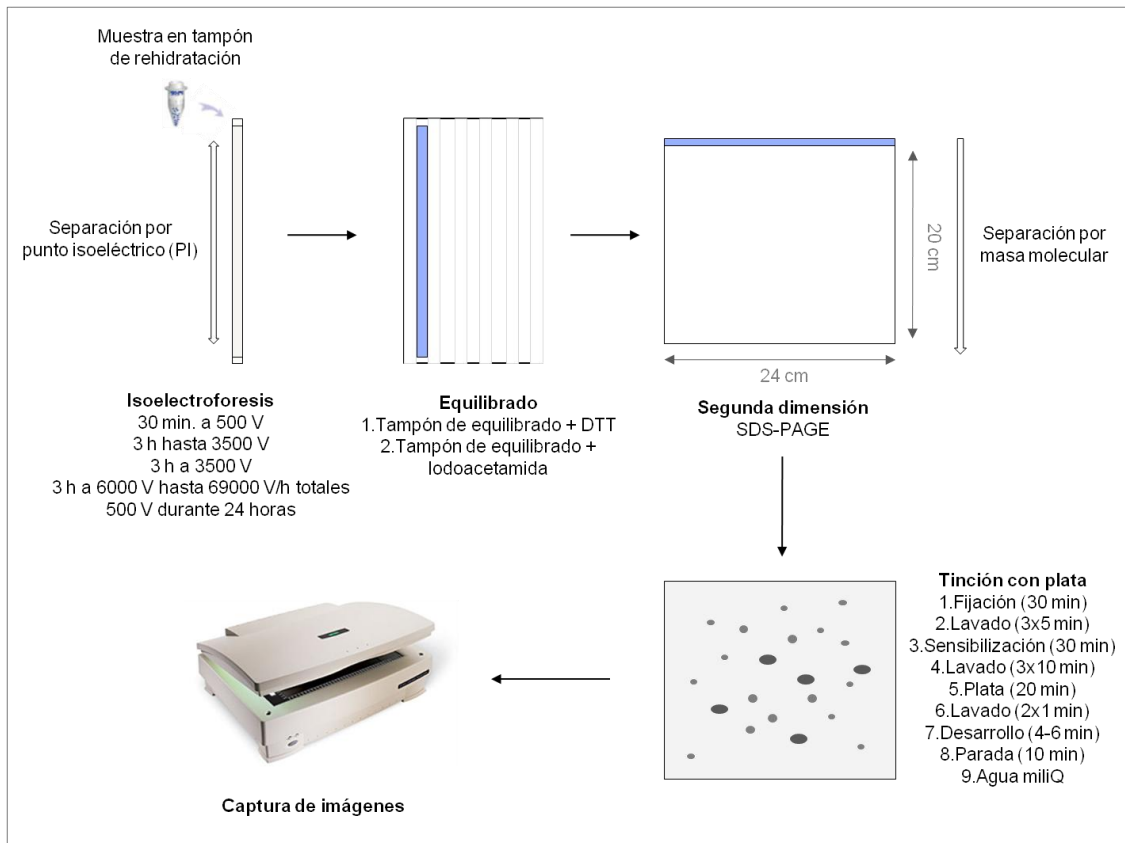 Muestra en tampón
de rehidratación
Separación por
punto isoeléctrico (PI)
20 cm
Separación por
masa molecular
24 cm
Isoelectroforesis
30 min. a 500 V
3 h hasta 3500 V
3 h a 3500 V
3 h a 6000 V hasta 69000 V/h totales
500 V durante 24 horas
Equilibrado
1.Tampón de equilibrado + DTT
2.Tampón de equilibrado +
Iodoacetamida
Segunda dimensión
SDS-PAGE
Tinción con plata
1.Fijación (30 min)
2.Lavado (3x5 min)
3.Sensibilización (30 min)
4.Lavado (3x10 min)
5.Plata (20 min)
6.Lavado (2x1 min)
7.Desarrollo (4-6 min)
8.Parada (10 min)
9.Agua miliQ
Captura de imágenes